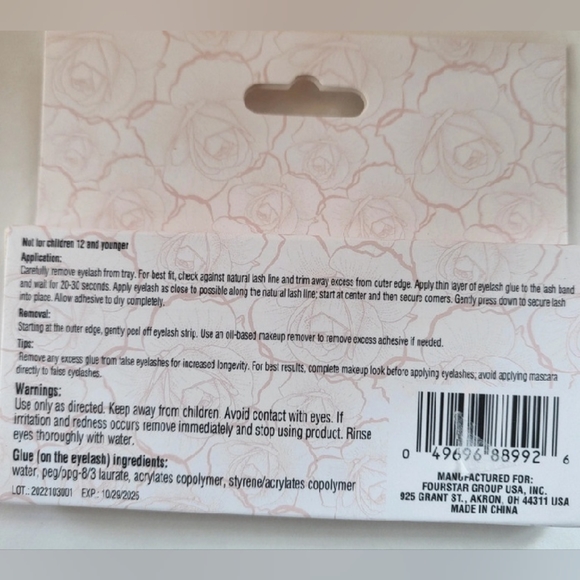 Not for children 12 and younger
Application:
Carefully remove eyelash from tray. For best fit, check against natural lash line and trim away excess from outer edge. Apply thin layer of eyelash glue to the lash band
and wait for 20-30 seconds. Apply eyelash as close to possible along the natural lash line; start at center and then secure corners. Gently press down to secure lash
into place. Allow adhesive to dry completely.
Removal:
Starting at the outer edge, gently peel off eyelash strip. Use an oil-based makeup remover to remove excess adhesive if needed.
Tips:
Remove any excess glue from false eyelashes for increased longevity. For best results, complete makeup look before applying eyelashes; avoid applying mascara
directly to false eyelashes.
Warnings:
Use only as directed. Keep away from children. Avoid contact with eyes. If
irritation and redness occurs remove immediately and stop using product. Rinse
eyes thoroughly with water.
Glue (on the eyelash) ingredients:
water, peg/ppg-8/3 laurate, acrylates copolymer, styrene/acrylates copolymer
LOT.: 2022103001 EXP.: 10/29/2025
0 49696 88992 6
MANUFACTURED FOR:
FOURSTAR GROUP USA, INC.
925 GRANT ST., AKRON, OH 44311 USA
MADE IN CHINA